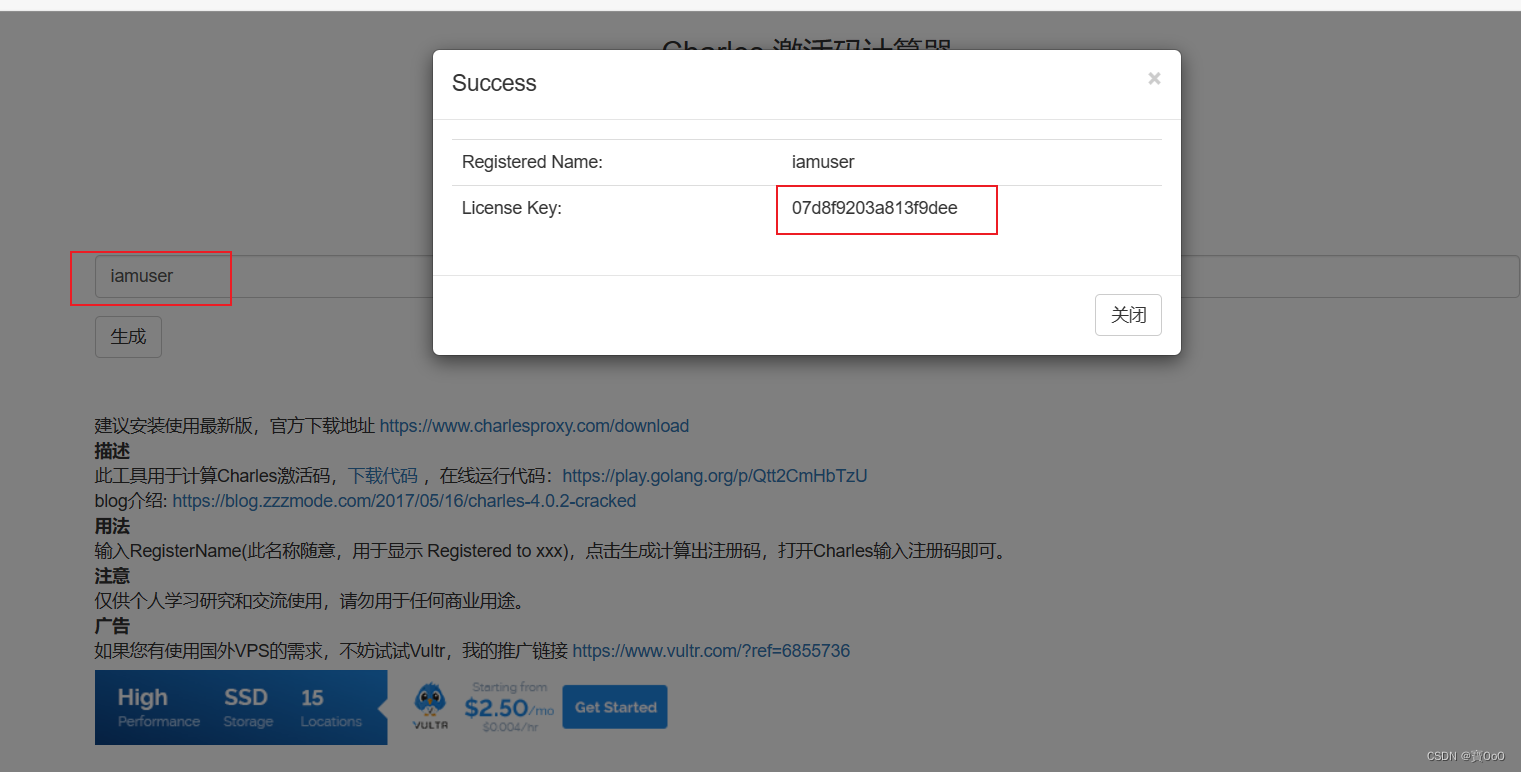 Charles 激活码计算器
Success
×
Registered Name: iamuser
License Key: 07d8f9203a813f9dee
iamuser
关闭
生成
建议安装使用最新版，官方下载地址 https://www.charlesproxy.com/download
描述
此工具用于计算Charles激活码，下载代码 ，在线运行代码：https://play.golang.org/p/Qtt2CmHbTzU
blog介绍: https://blog.zzzmode.com/2017/05/16/charles-4.0.2-cracked
用法
输入RegisterName(此名称随意，用于显示 Registered to xxx)，点击生成计算出注册码，打开Charles输入注册码即可。
注意
仅供个人学习研究和交流使用，请勿用于任何商业用途。
广告
如果您有使用国外VPS的需求，不妨试试Vultr，我的推广链接 https://www.vultr.com/?ref=6855736
High SSD 15
Performance Storage Locations
VULTR
Starting from
$2.50/mo
$0.004/hr
Get Started
CSDN @寶OoO